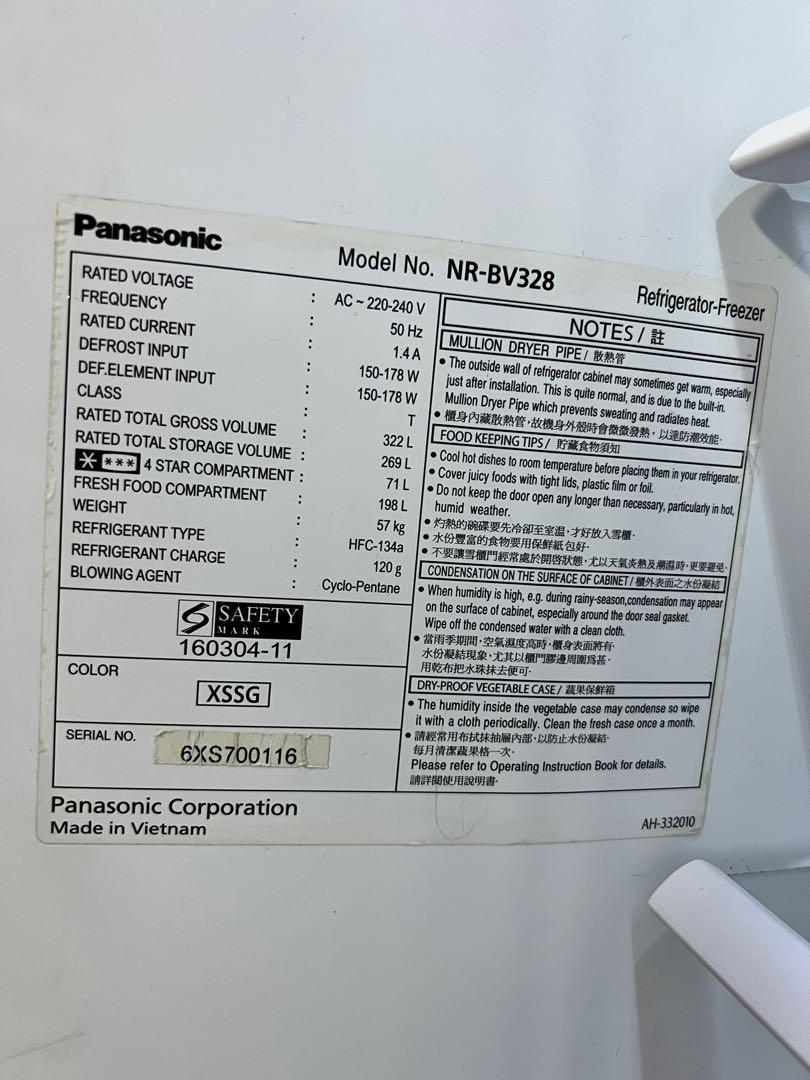 Panasonic
Model No. NR-BV328
Refrigerator-Freezer
RATED VOLTAGE : AC ~ 220-240 V
FREQUENCY : 50 Hz
RATED CURRENT : 1.4 A
DEFROST INPUT : 150-178 W
DEF.ELEMENT INPUT : 150-178 W
CLASS : T
RATED TOTAL GROSS VOLUME : 322 L
RATED TOTAL STORAGE VOLUME : 269 L
4 STAR COMPARTMENT : 71 L
FRESH FOOD COMPARTMENT : 198 L
WEIGHT : 57 kg
REFRIGERANT TYPE : HFC-134a
REFRIGERANT CHARGE : 120 g
BLOWING AGENT : Cyclo-Pentane
SAFETY
MARK
160304-11
COLOR
XSSG
SERIAL NO.
6XS700116
NOTES / 註
MULLION DRYER PIPE / 散熱管
• The outside wall of refrigerator cabinet may sometimes get warm, especially
just after installation. This is quite normal, and is due to the built-in.
Mullion Dryer Pipe which prevents sweating and radiates heat.
• 櫃身內藏散熱管，故機身外殼時會微微發熱，以達防潮效能.
FOOD KEEPING TIPS / 貯藏食物須知
• Cool hot dishes to room temperature before placing them in your refrigerator.
• Cover juicy foods with tight lids, plastic film or foil.
• Do not keep the door open any longer than necessary, particularly in hot,
humid weather.
• 灼熱的碗碟要先冷卻至室溫，才好放入雪櫃.
• 水份豐富的食物要用保鮮紙包好.
• 不要讓雪櫃門經常處於開啓狀態，尤以天氣炎熱及潮濕時，更要避免.
CONDENSATION ON THE SURFACE OF CABINET / 櫃外表面之水份凝結
• When humidity is high, e.g. during rainy-season,condensation may appear
on the surface of cabinet, especially around the door seal gasket.
Wipe off the condensed water with a clean cloth.
• 當雨季期間，空氣濕度高時，櫃身表面將有
水份凝結現象，尤其以櫃門膠邊周圍爲甚.
用乾布把水珠抹去便可.
DRY-PROOF VEGETABLE CASE / 蔬果保鮮箱
• The humidity inside the vegetable case may condense so wipe
it with a cloth periodically. Clean the fresh case once a month.
• 請經常用布拭抹抽屜內部，以防止水份凝結.
每月清潔蔬果格一次.
Please refer to Operating Instruction Book for details.
請詳閱使用說明書.
Panasonic Corporation
Made in Vietnam
AH-332010